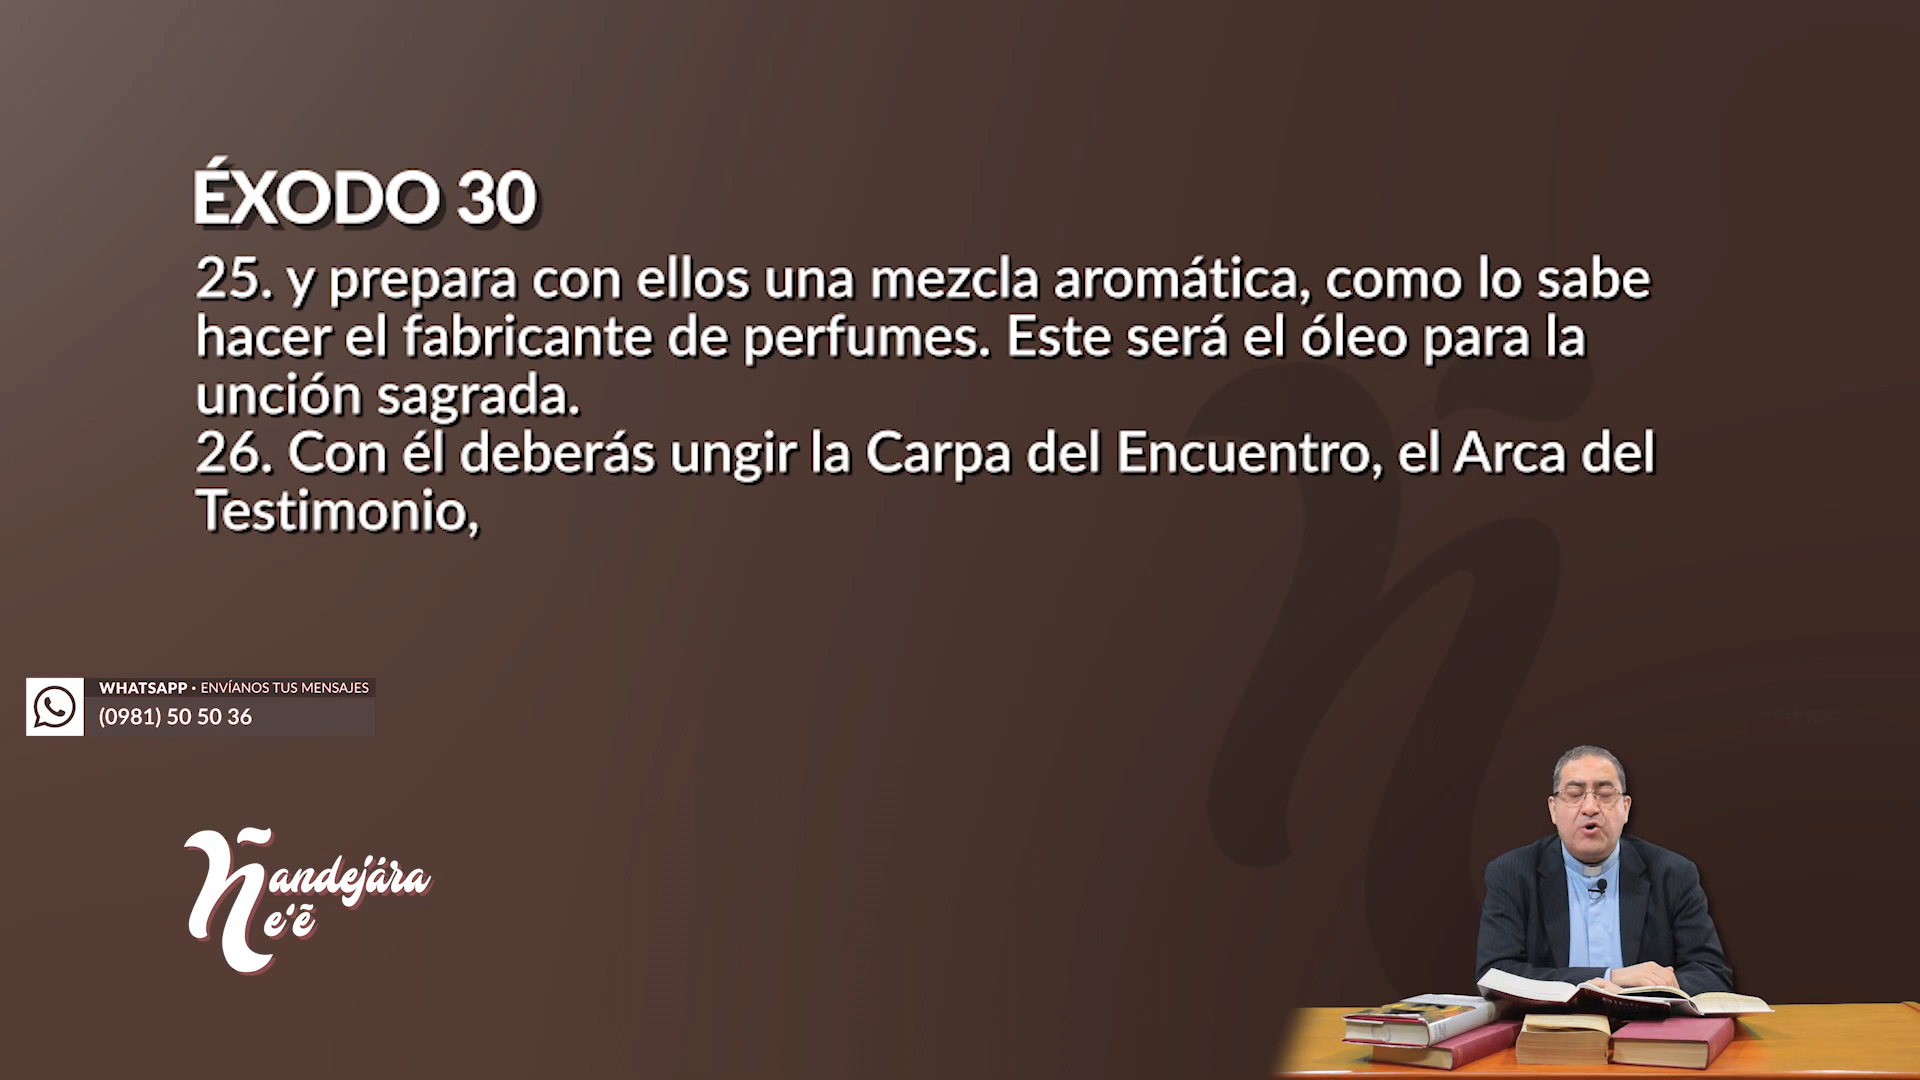 ÉXODO 30
25. y prepara con ellos una mezcla aromática, como lo sabe
hacer el fabricante de perfumes. Este será el óleo para la
unción sagrada.
26. Con él deberás ungir la Carpa del Encuentro, el Arca del
Testimonio,
WHATSAPP • ENVÍANOS TUS MENSAJES
(0981) 50 50 36
Ñandejára
Ñe'ẽ